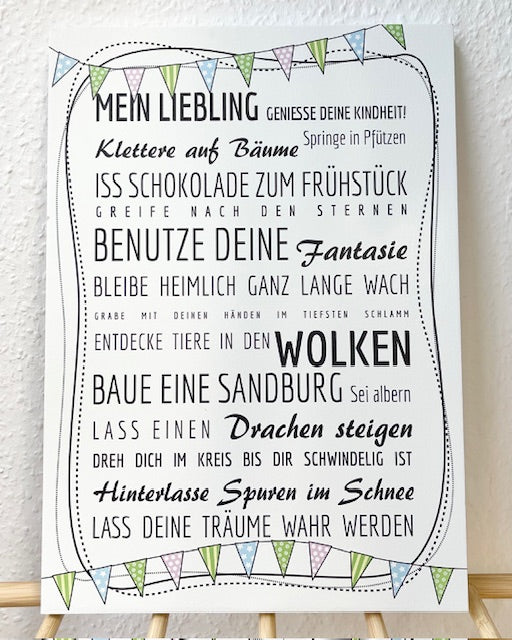 MEIN LIEBLING GENIESSE DEINE KINDHEIT!
Klettere auf Bäume Springe in Pfützen
ISS SCHOKOLADE ZUM FRÜHSTÜCK
GREIFE NACH DEN STERNEN
BENUTZE DEINE Fantasie
BLEIBE HEIMLICH GANZ LANGE WACH
GRABE MIT DEINEN HÄNDEN IM TIEFSTEN SCHLAMM
ENTDECKE TIERE IN DEN WOLKEN
BAUE EINE SANDBURG Sei albern
LASS EINEN Drachen steigen
DREH DICH IM KREIS BIS DIR SCHWINDELIG IST
Hinterlasse Spuren im Schnee
LASS DEINE TRÄUME WAHR WERDEN